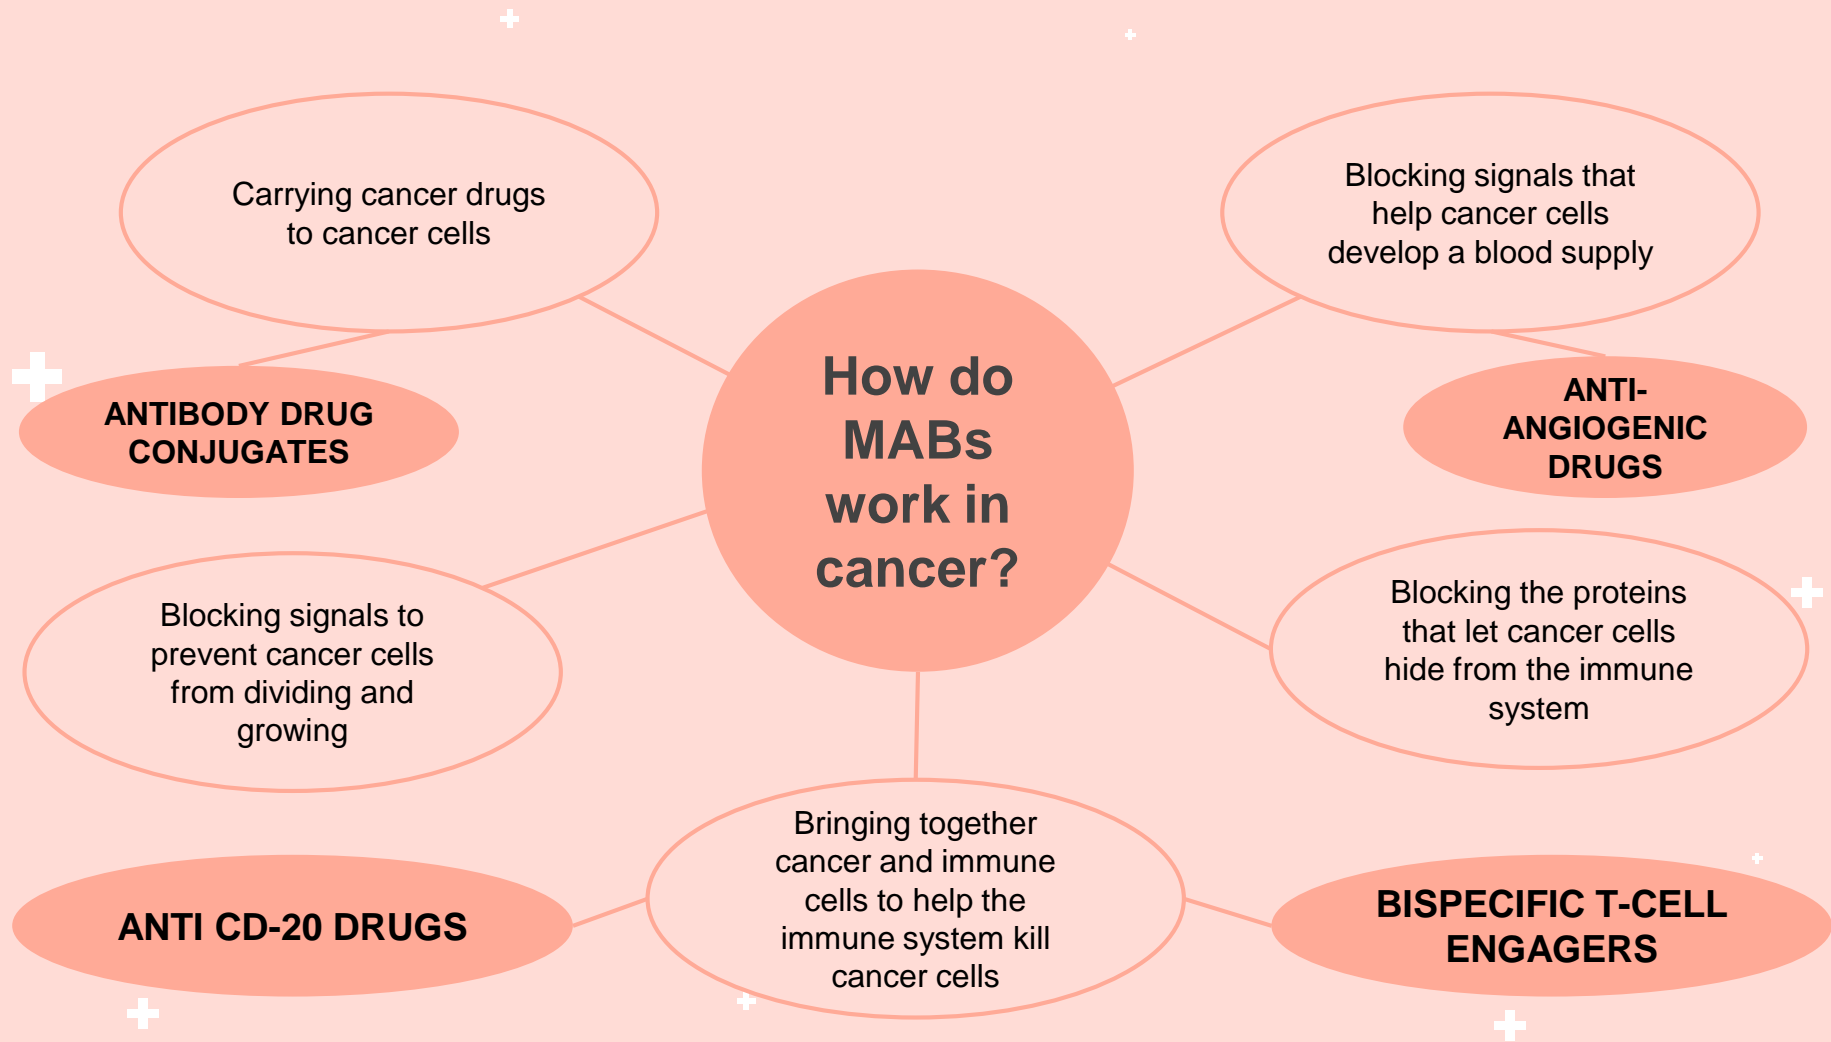 Carrying cancer drugs
to cancer cells
Blocking signals that
help cancer cells
develop a blood supply
How do
MABs
work in
cancer?
ANTIBODY DRUG
CONJUGATES
ANTI-
ANGIOGENIC
DRUGS
Blocking signals to
prevent cancer cells
from dividing and
growing
Blocking the proteins
that let cancer cells
hide from the immune
system
Bringing together
cancer and immune
cells to help the
immune system kill
cancer cells
ANTI CD-20 DRUGS
BISPECIFIC T-CELL
ENGAGERS